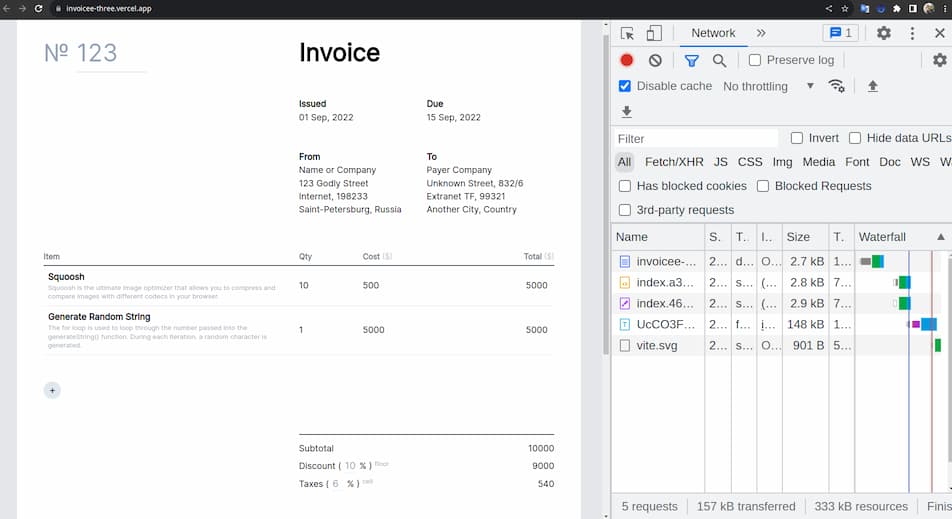 invoicee-three.vercel.app
№ 123
Invoice
Issued
01 Sep, 2022
Due
15 Sep, 2022
From
Name or Company
123 Godly Street
Internet, 198233
Saint-Petersburg, Russia
To
Payer Company
Unknown Street, 832/6
Extranet TF, 99321
Another City, Country
Item Qty Cost ($) Total ($)
Squoosh 10 500 5000
Squoosh is the ultimate image optimizer that allows you to compress and
compare images with different codecs in your browser.
Generate Random String 1 5000 5000
The for loop is used to loop through the number passed into the
generateString() function. During each iteration, a random character is
generated.
+
Subtotal 10000
Discount ( 10 % ) floor 9000
Taxes ( 6 % ) ceil 540
Network » 1
Preserve log
Disable cache No throttling
Filter Invert Hide data URLs
All Fetch/XHR JS CSS Img Media Font Doc WS W
Has blocked cookies Blocked Requests
3rd-party requests
Name S.. T.. I... Size T.. Waterfall
invoicee-... 2... d... O... 2.7 kB 1...
index.a3... 2... s... (... 2.8 kB 7...
index.46... 2... s... (... 2.9 kB 7...
UcCO3F... 2... f... i... 148 kB 1...
vite.svg 2... s... O... 901 B 5...
5 requests 157 kB transferred 333 kB resources Finis